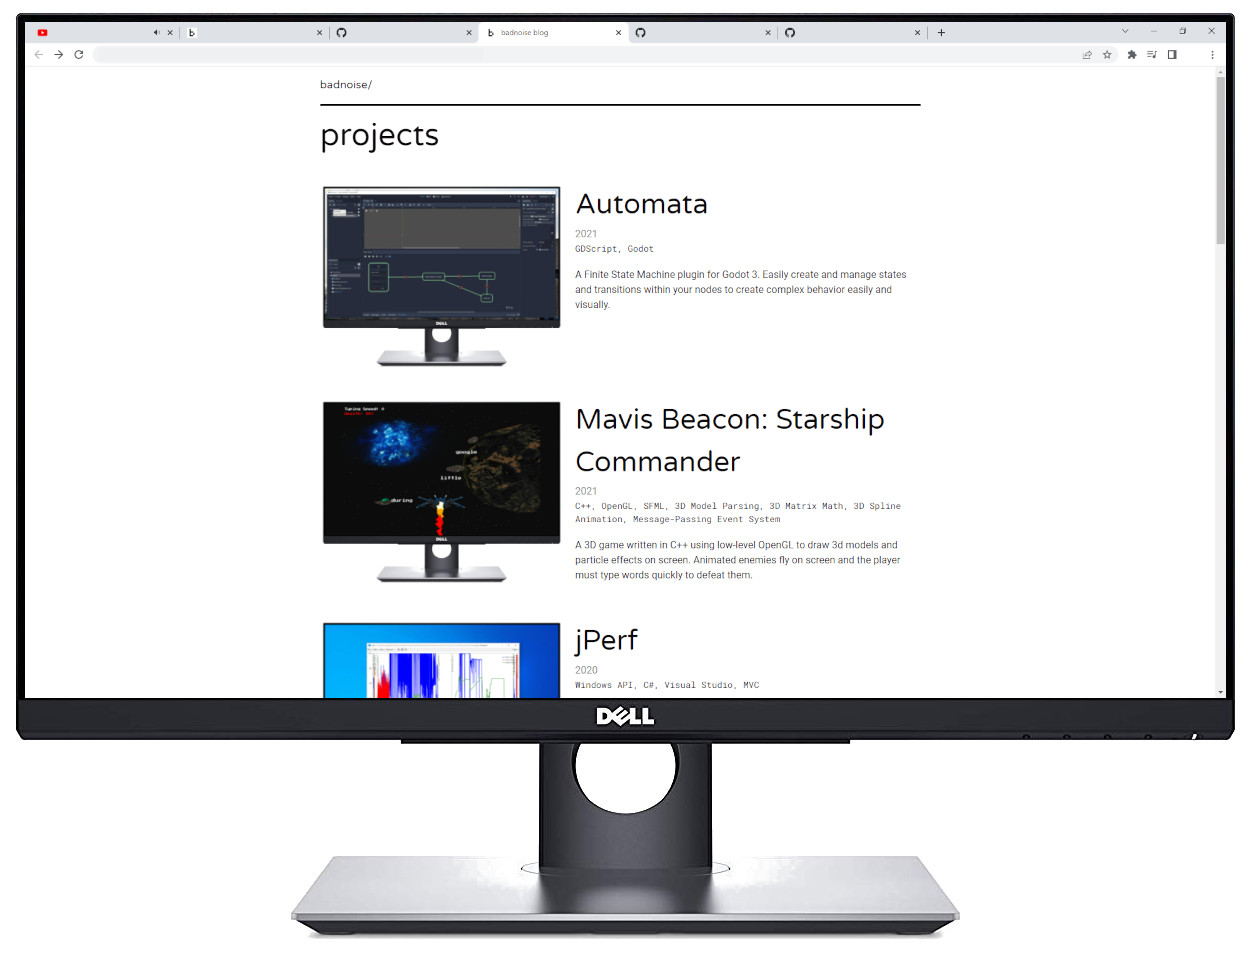 badnoise blog
badnoise/
projects
Automata
2021
GDScript, Godot
A Finite State Machine plugin for Godot 3. Easily create and manage states
and transitions within your nodes to create complex behavior easily and
visually.
DELL
Mavis Beacon: Starship
Commander
2021
C++, OpenGL, SFML, 3D Model Parsing, 3D Matrix Math, 3D Spline
Animation, Message-Passing Event System
A 3D game written in C++ using low-level OpenGL to draw 3d models and
particle effects on screen. Animated enemies fly on screen and the player
must type words quickly to defeat them.
Typing Speed: 0
google
little
during
DELL
jPerf
2020
Windows API, C#, Visual Studio, MVC
DELL